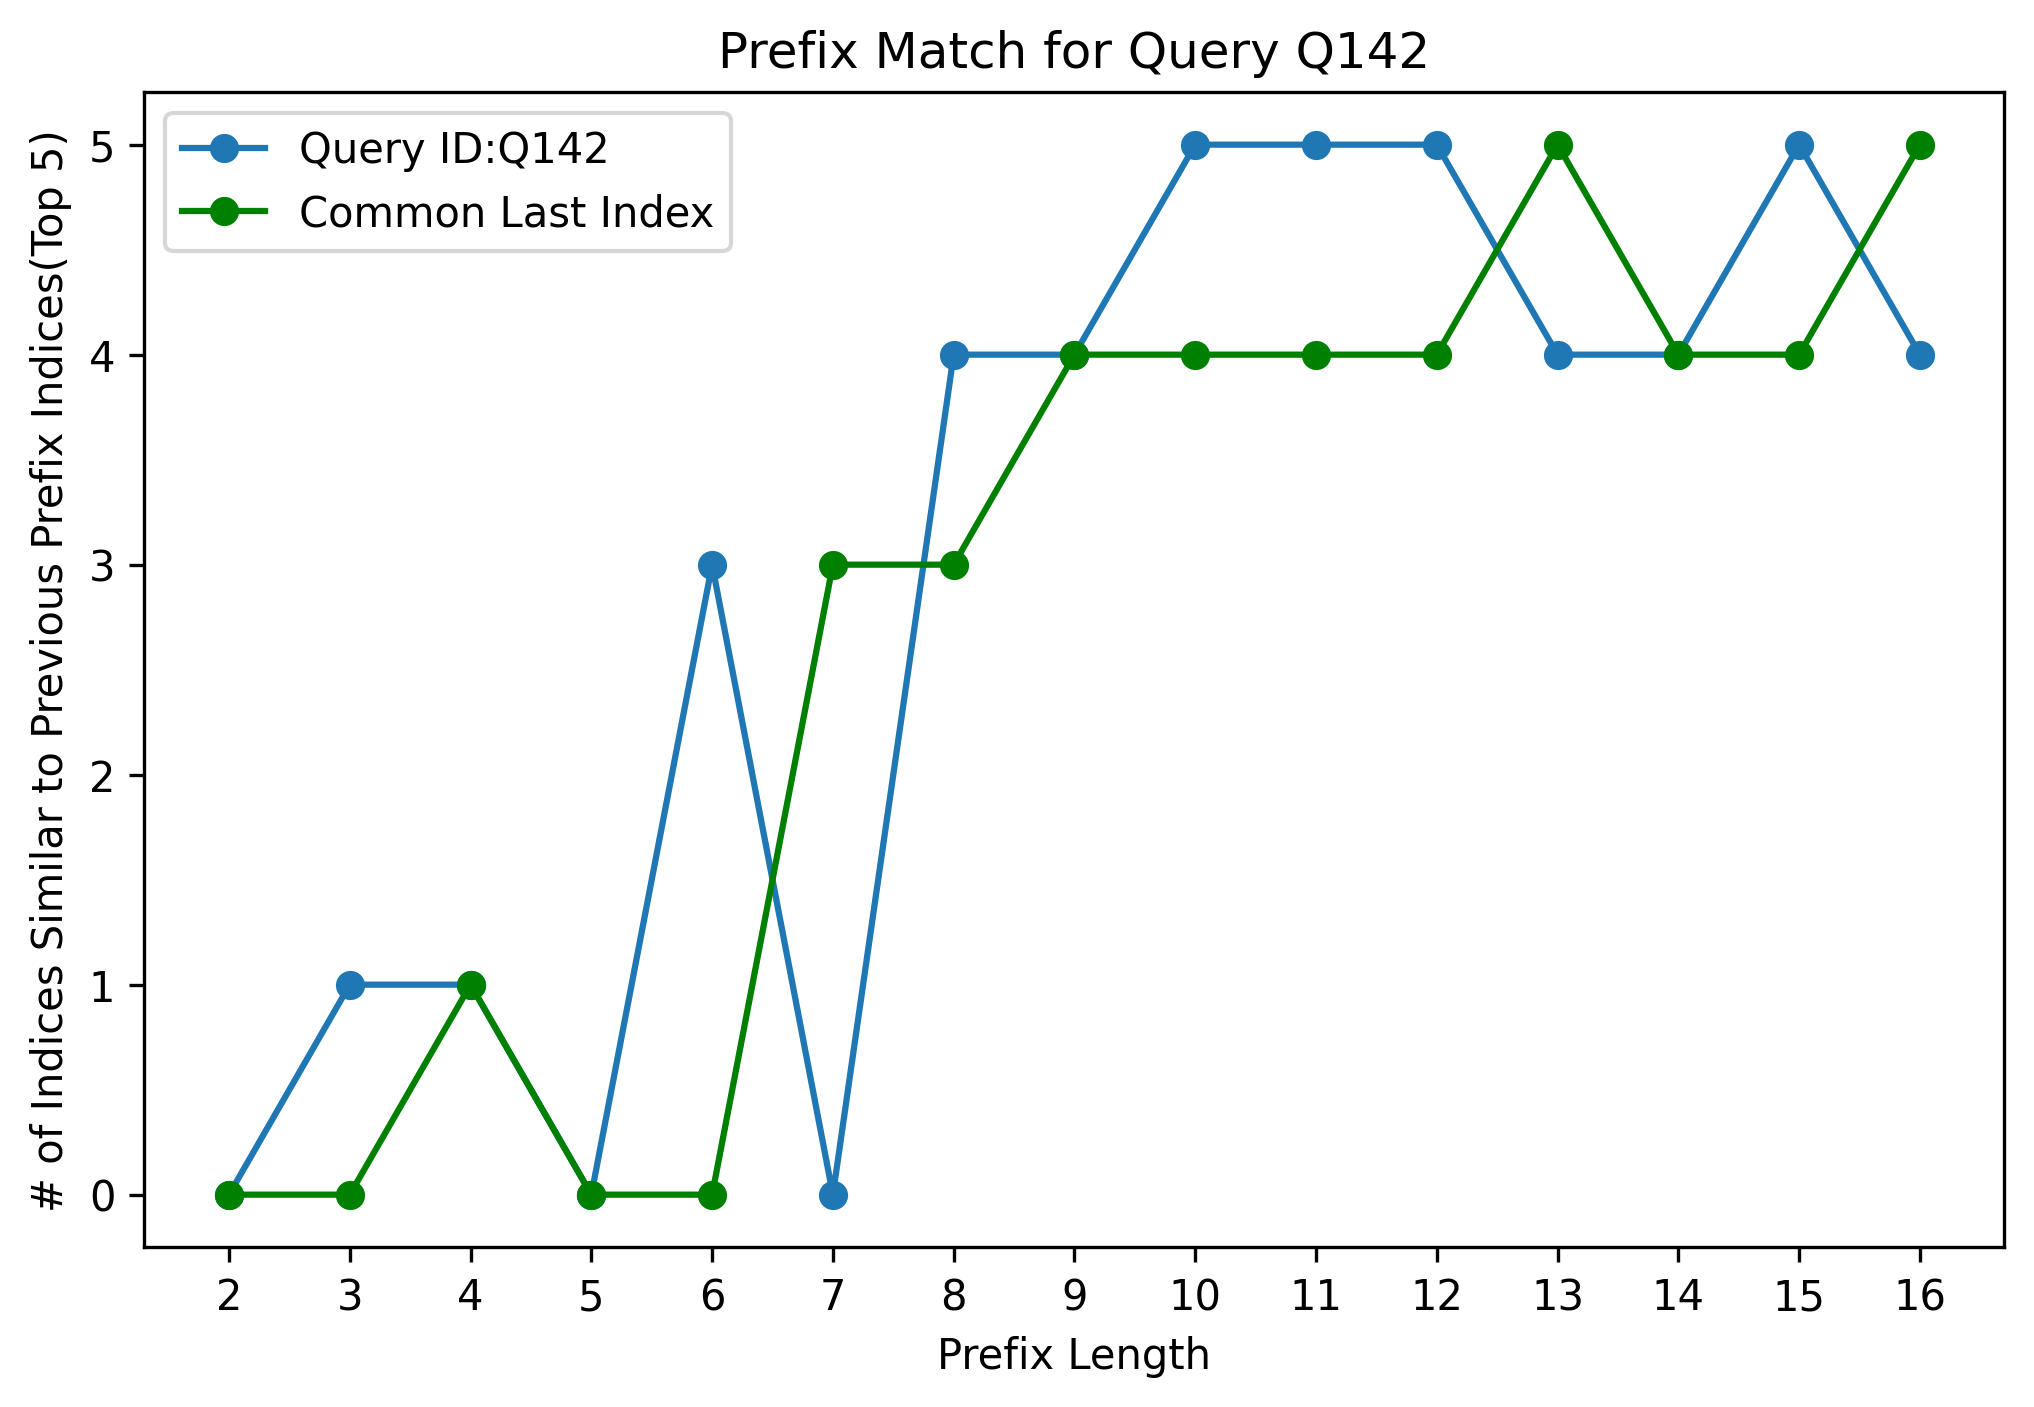 Prefix Match for Query Q142
Query ID:Q142
Common Last Index
# of Indices Similar to Previous Prefix Indices(Top 5)
5
4
3
2
1
0
2 3 4 5 6 7 8 9 10 11 12 13 14 15 16
Prefix Length